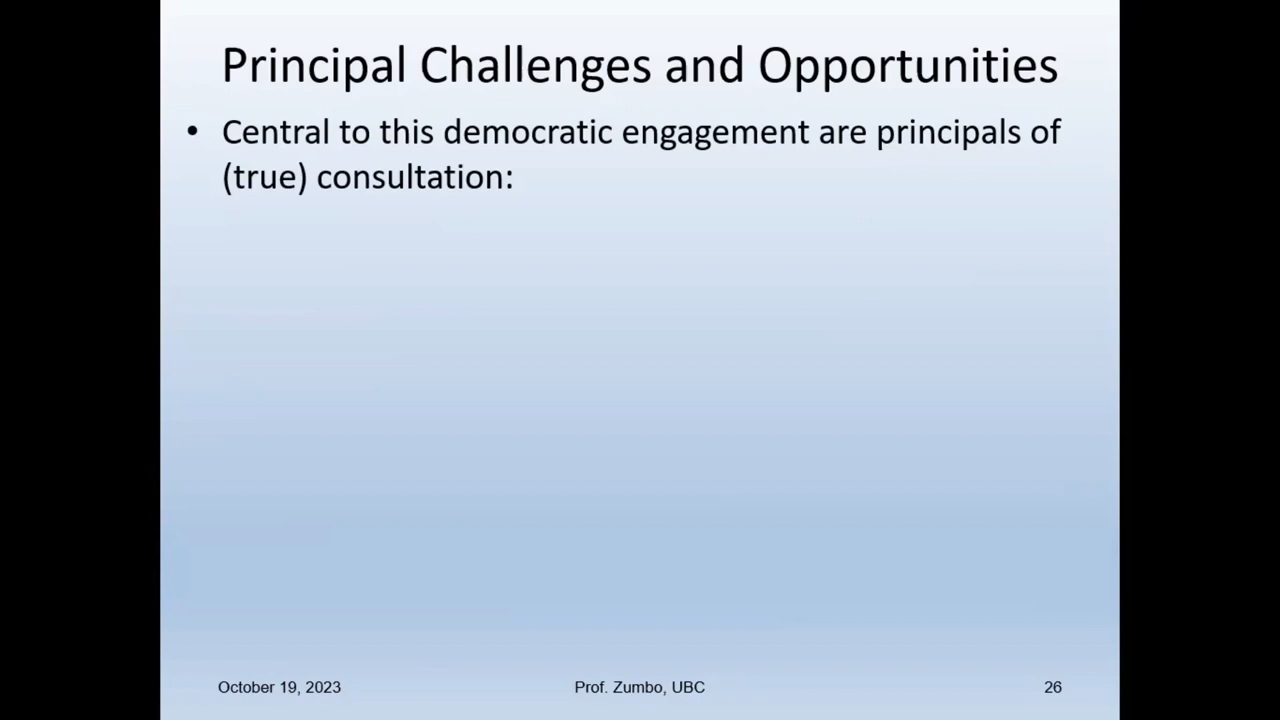 Principal Challenges and Opportunities
• Central to this democratic engagement are principals of
(true) consultation:
October 19, 2023
Prof. Zumbo, UBC
26